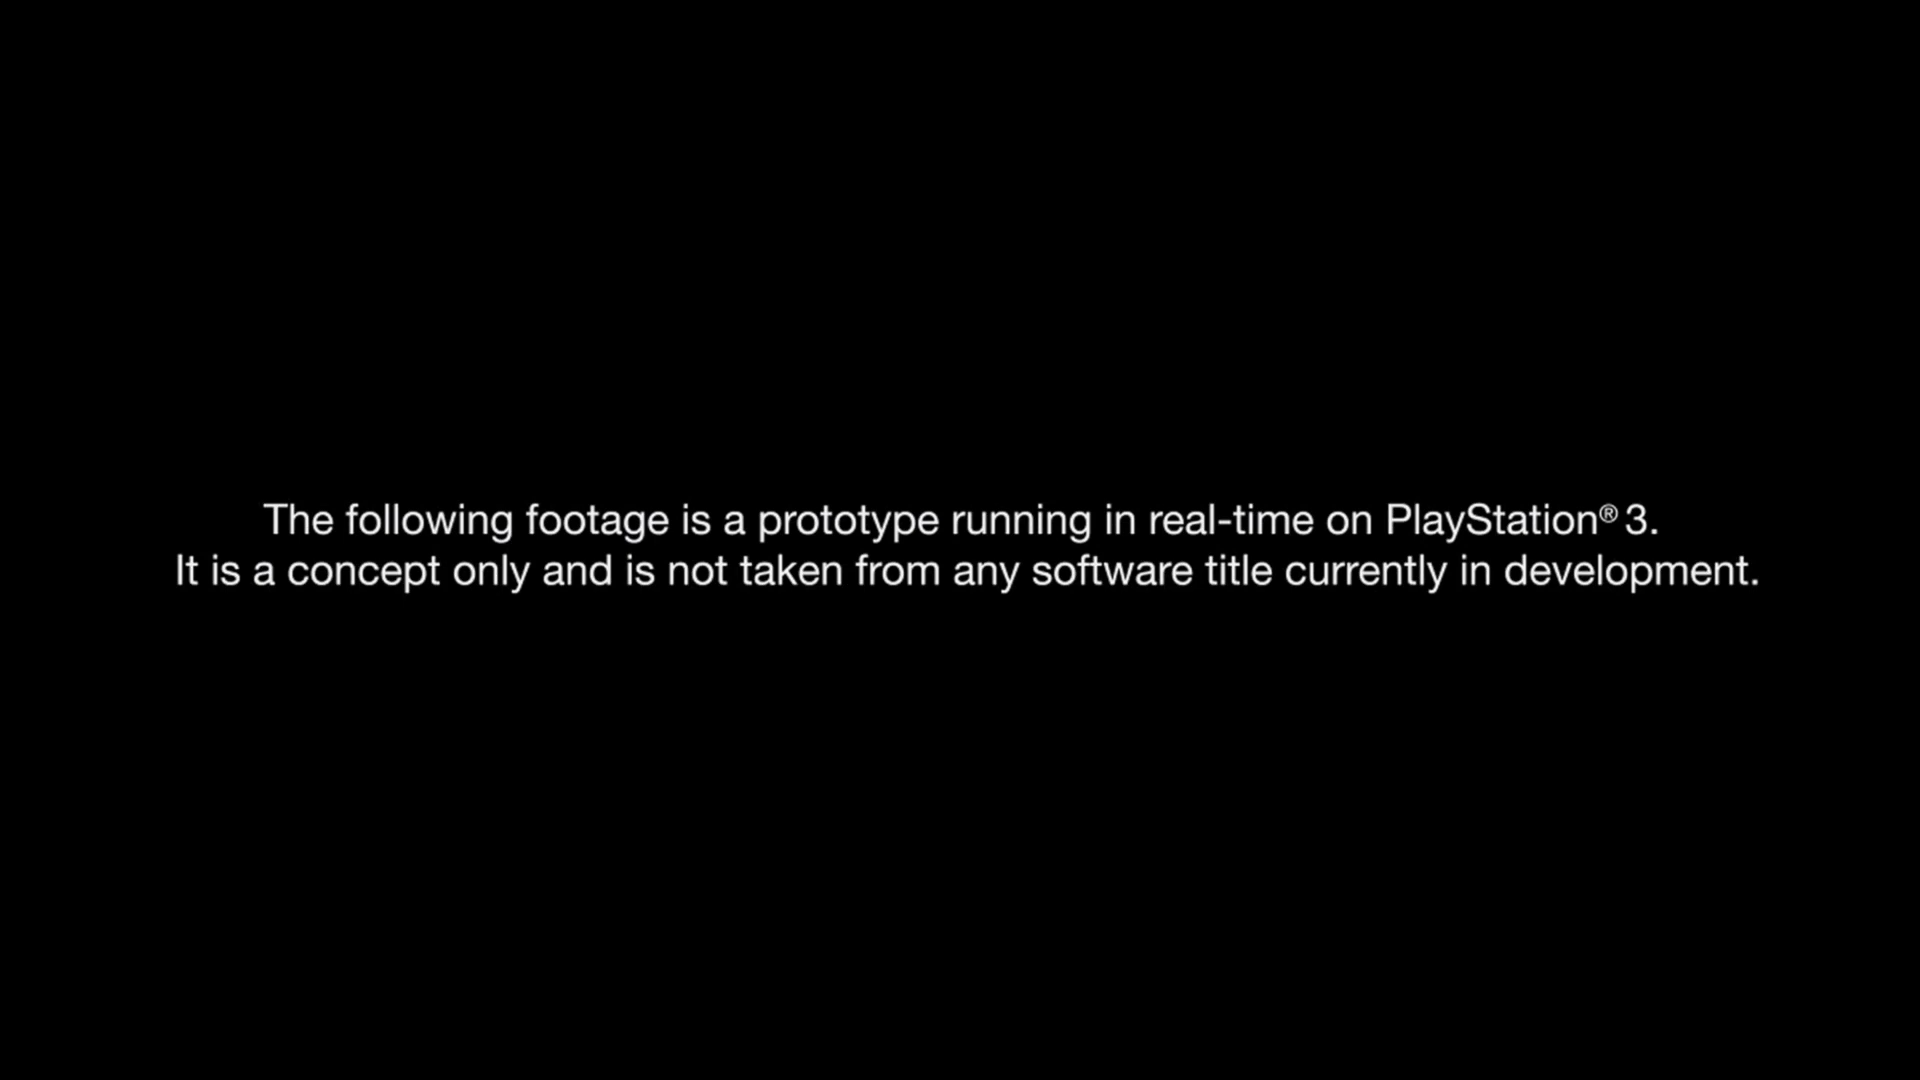 The following footage is a prototype running in real-time on PlayStation® 3.
It is a concept only and is not taken from any software title currently in development.